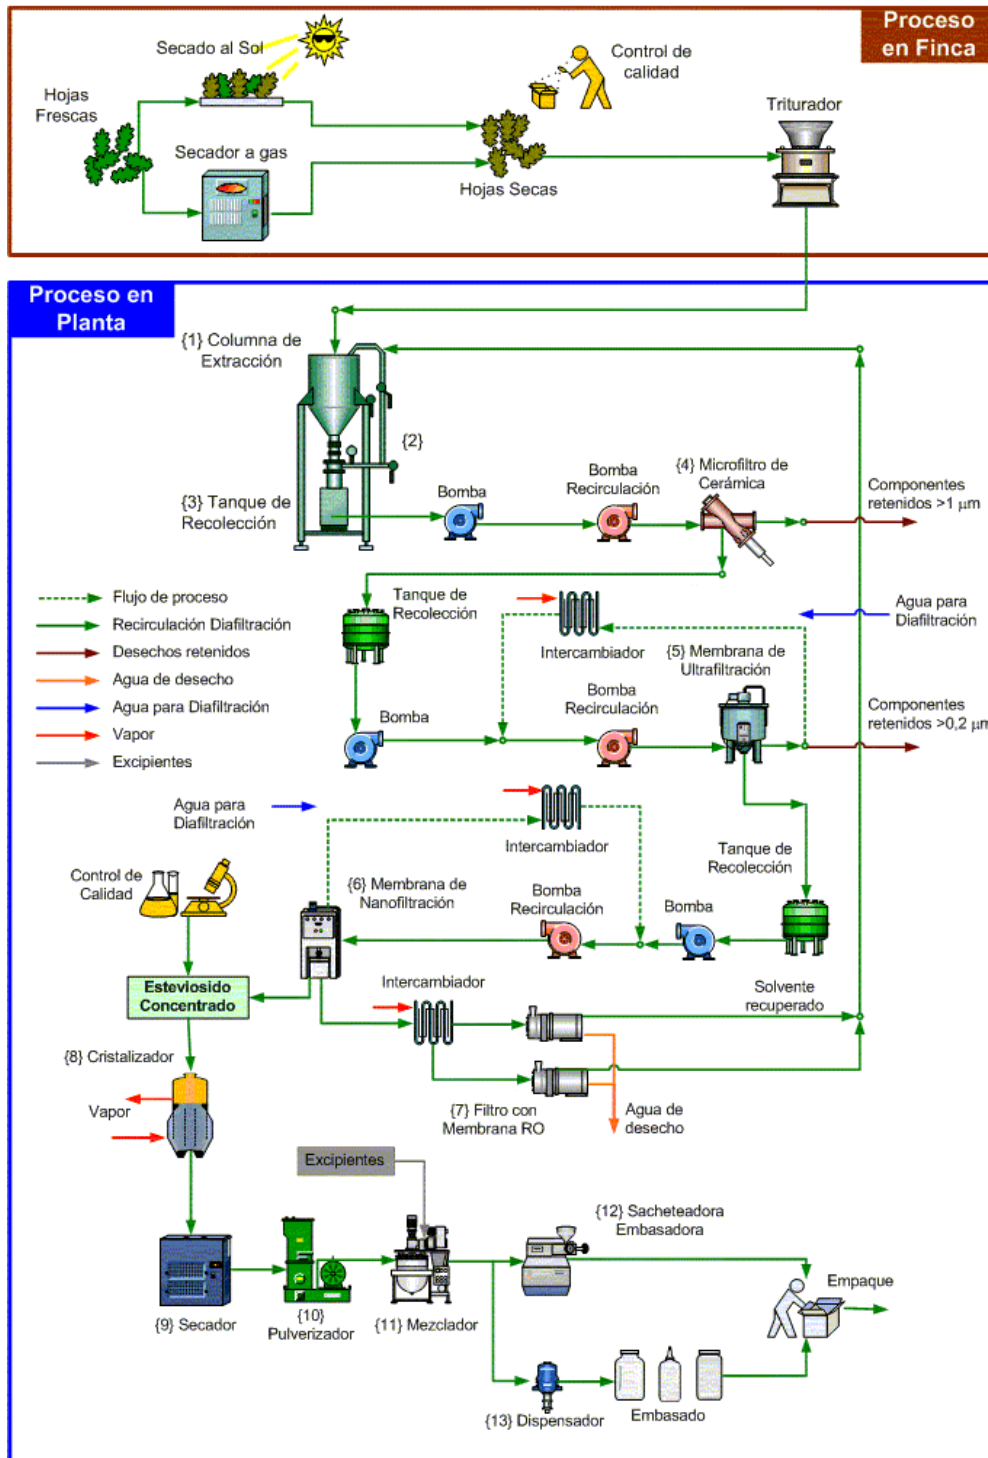 Proceso
en Finca
Secado al Sol
Control de
calidad
Hojas
Frescas
Triturador
Secador a gas
Hojas Secas
Proceso en
Planta
{1} Columna de
Extracción
{2}
{3} Tanque de
Recolección
Bomba
Bomba
Recirculación
{4} Microfiltro de
Cerámica
Componentes
retenidos >1 μm
Flujo de proceso
Recirculación Diafiltración
Desechos retenidos
Agua de desecho
Agua para Diafiltración
Vapor
Excipientes
Tanque de
Recolección
Intercambiador
Agua para
Diafiltración
{5} Membrana de
Ultrafiltración
Bomba
Bomba
Recirculación
Componentes
retenidos >0,2 μm
Agua para
Diafiltración
Intercambiador
Tanque de
Recolección
Control de
Calidad
{6} Membrana de
Nanofiltración
Bomba
Recirculación
Bomba
Esteviosido
Concentrado
Intercambiador
Solvente
recuperado
{8} Cristalizador
Vapor
{7} Filtro con
Membrana RO
Agua de
desecho
Excipientes
{12} Sacheteadora
Embasadora
Empaque
{9} Secador
{10}
Pulverizador
{11} Mezclador
{13} Dispensador
Embasado